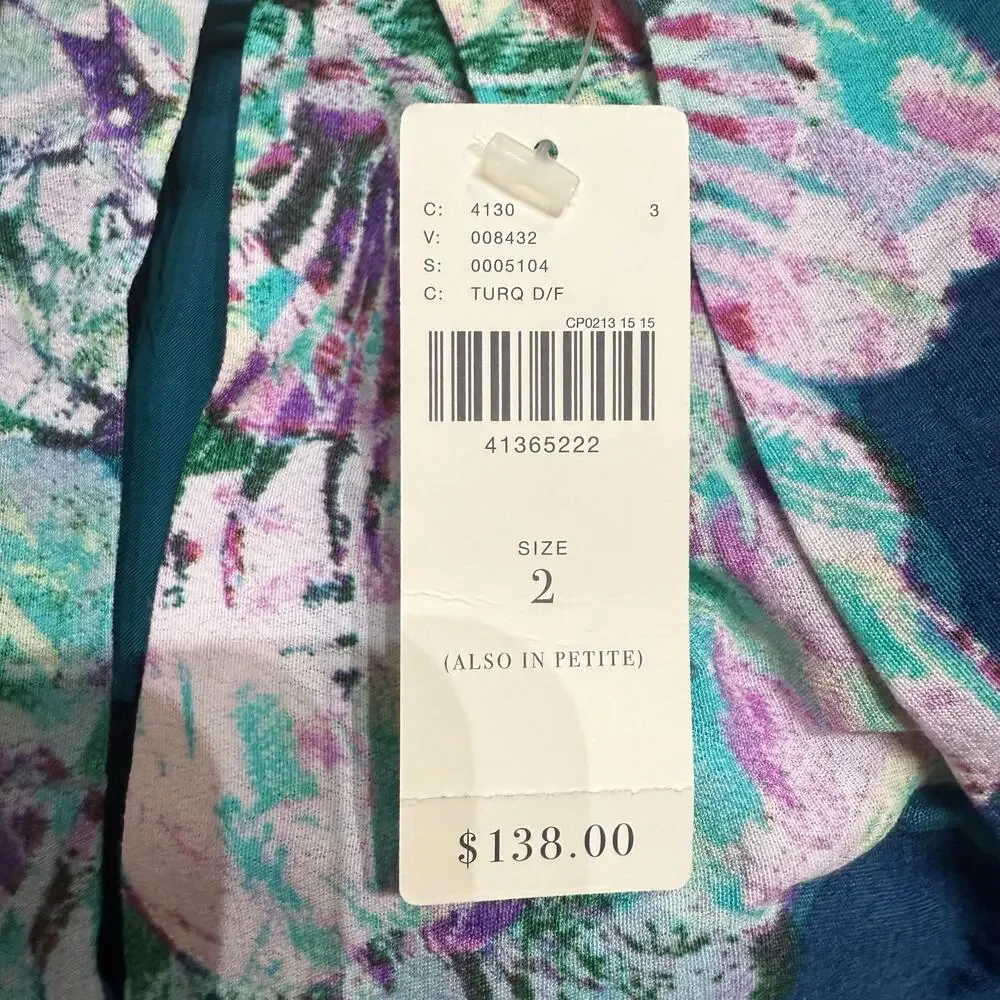 C: 4130 3
V: 008432
S: 0005104
C: TURQ D/F
CP0213 15 15
41365222
SIZE
2
(ALSO IN PETITE)
$138.00